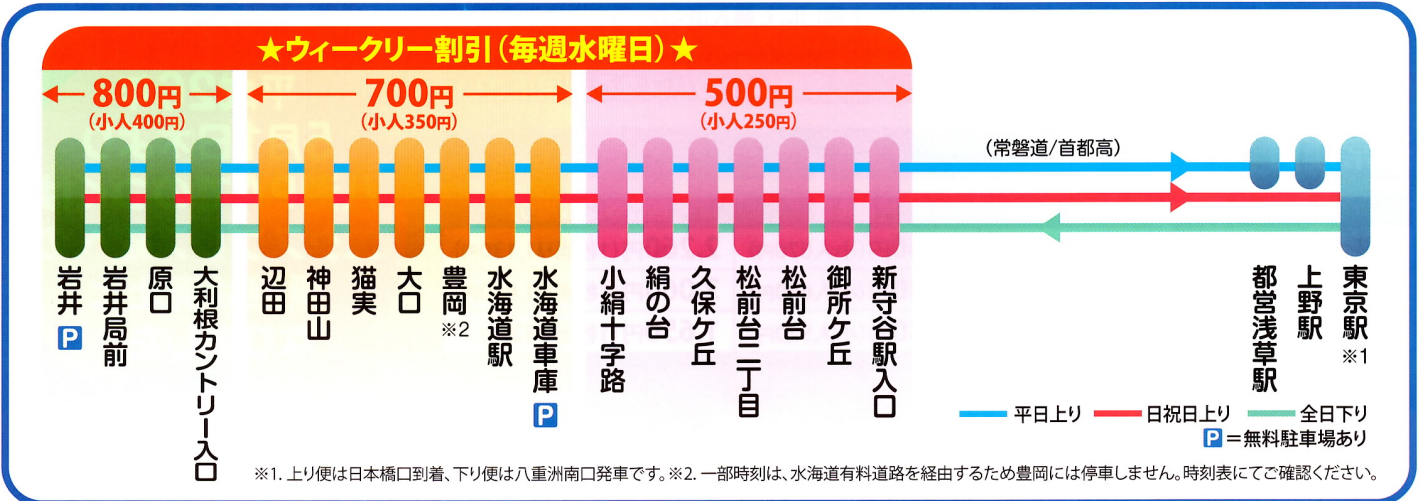 ★ウィークリー割引(毎週水曜日)★
800円
(小人400円)
700円
(小人350円)
500円
(小人250円)
(常磐道/首都高)
岩井
P
岩井局前
原口
大利根カントリー入口
辺田
神田山
猫実
大口
豊岡
※2
水海道駅
水海道車庫
P
小絹十字路
絹の台
久保ケ丘
松前台二丁目
松前台
御所ケ丘
新守谷駅入口
都営浅草駅
上野駅
東京駅
※1
平日上り 日祝日上り 全日下り
P=無料駐車場あり
※1. 上り便は日本橋口到着、下り便は八重洲南口発車です。※2. 一部時刻は、水海道有料道路を経由するため豊岡には停車しません。時刻表にてご確認ください。